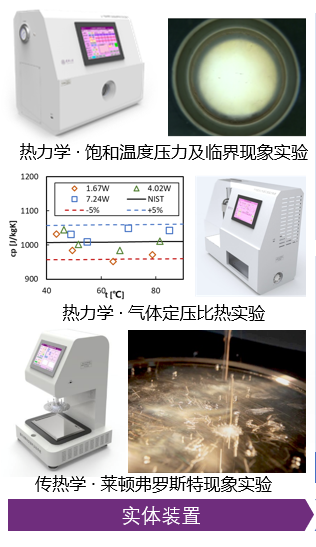 热力学·饱和温度压力及临界现象实验
1200
1100
1000
900
cp [J/kgK]
1.67W
4.02W
7.24W
NIST
-5%
+5%
40
60
80
t [℃]
热力学·气体定压比热实验
传热学·莱顿弗罗斯特现象实验
实体装置